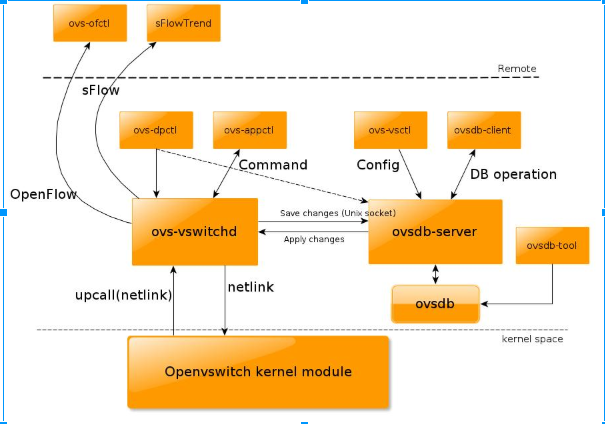 ovs-ofctl
sFlowTrend
Remote
sFlow
ovs-dpctl
ovs-appctl
ovs-vsctl
ovsdb-client
Command
Config
DB operation
OpenFlow
Save changes (Unix socket)
ovs-vswitchd
ovsdb-server
Apply changes
ovsdb-tool
upcall(netlink)
netlink
ovsdb
kernel space
Openvswitch kernel module